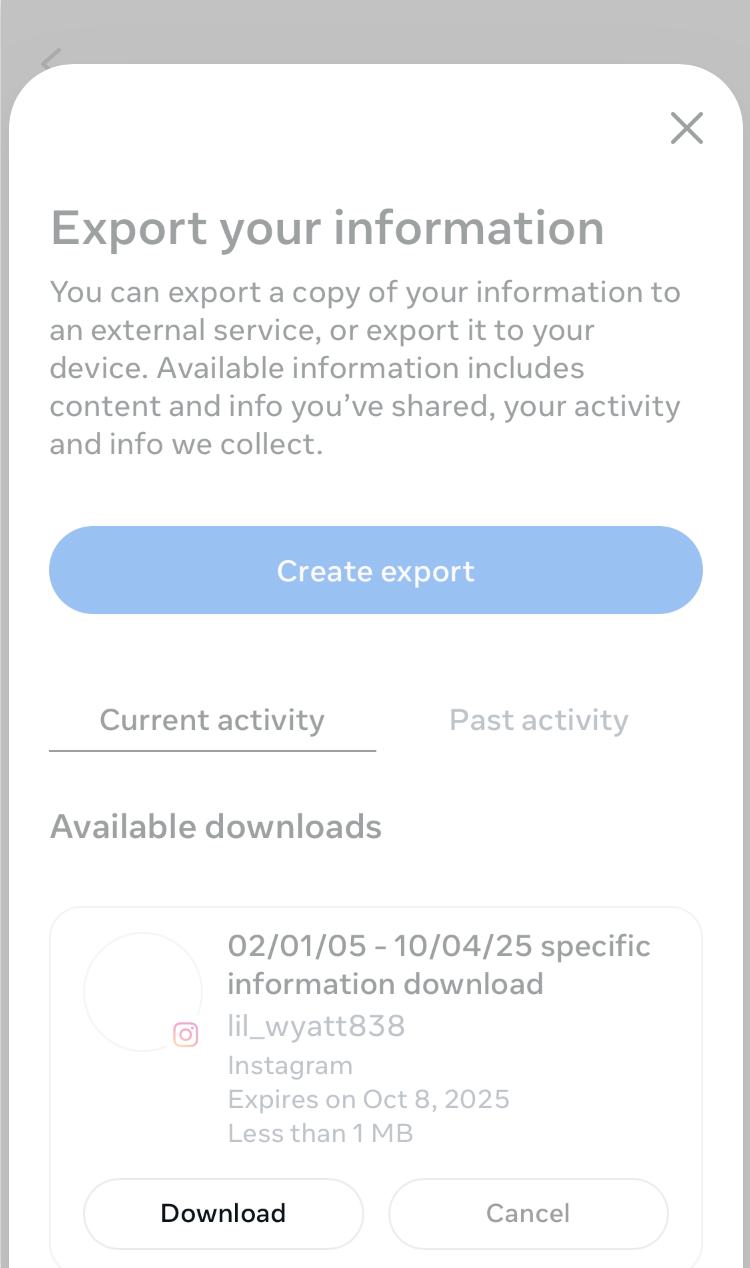 Export your information
You can export a copy of your information to
an external service, or export it to your
device. Available information includes
content and info you’ve shared, your activity
and info we collect.
Create export
Current activity
Past activity
Available downloads
02/01/05 - 10/04/25 specific
information download
lil_wyatt838
Instagram
Expires on Oct 8, 2025
Less than 1 MB
Download
Cancel